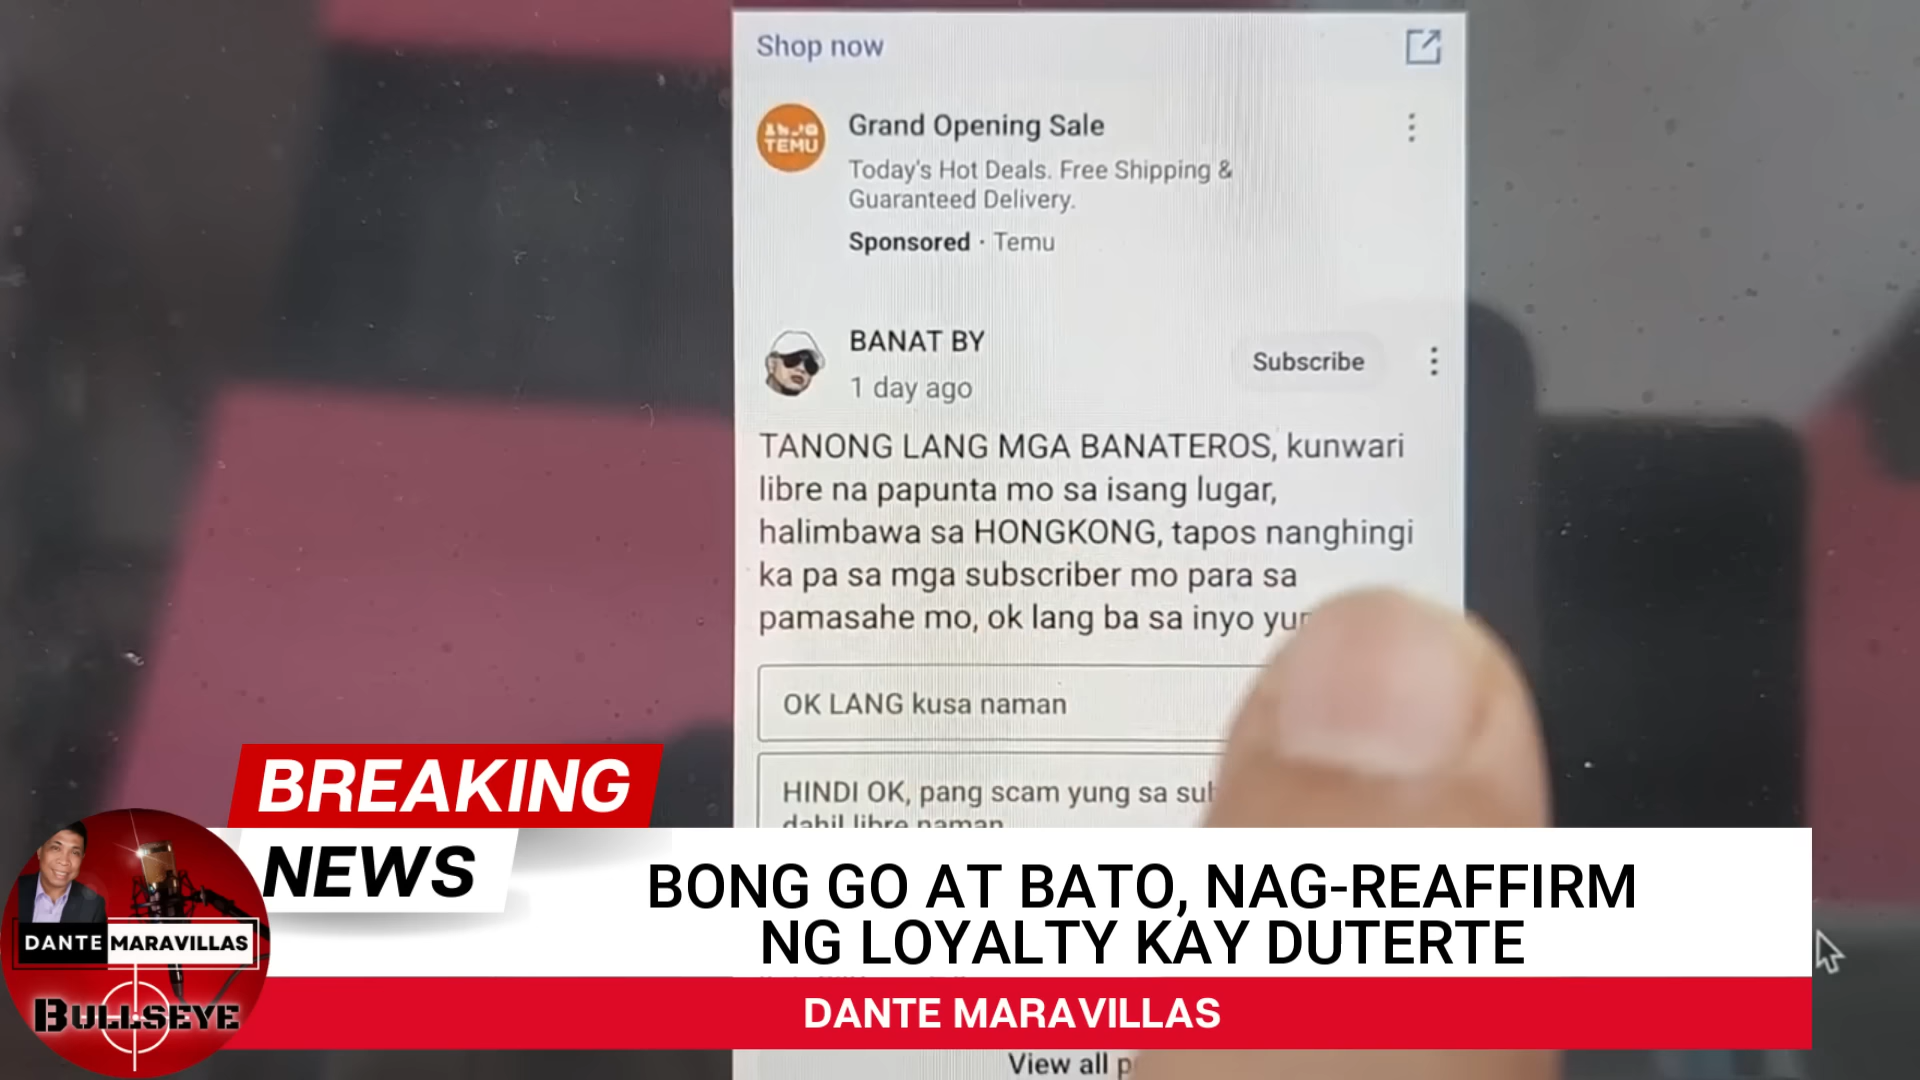 Shop now
Grand Opening Sale
Today's Hot Deals. Free Shipping &
Guaranteed Delivery.
Sponsored · Temu
TEMU
BANAT BY
1 day ago
Subscribe
TANONG LANG MGA BANATEROS, kunwari
libre na papunta mo sa isang lugar,
halimbawa sa HONGKONG, tapos nanghingi
ka pa sa mga subscriber mo para sa
pamasahe mo, ok lang ba sa inyo
OK LANG kusa naman
HINDI OK, pang scam yung sa
dahil libre naman
BREAKING
NEWS
BONG GO AT BATO, NAG-REAFFIRM
NG LOYALTY KAY DUTERTE
DANTE MARAVILLAS
DANTE MARAVILLAS
BULLSEYE
View all